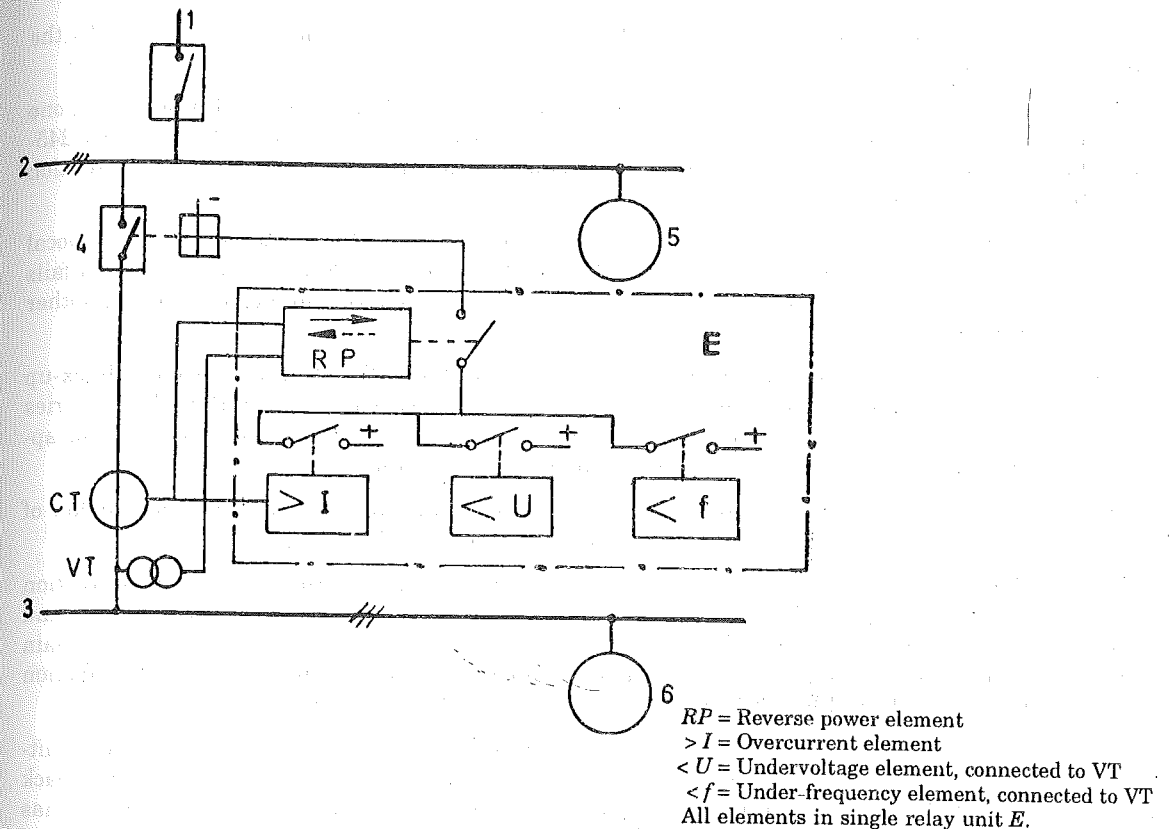 1
2
4
-
5
E
R P
+ + +
> I
< U
< f
CT
VT
3
6
RP = Reverse power element
> I = Overcurrent element
< U = Undervoltage element, connected to VT
< f = Under-frequency element, connected to VT
All elements in single relay unit E.